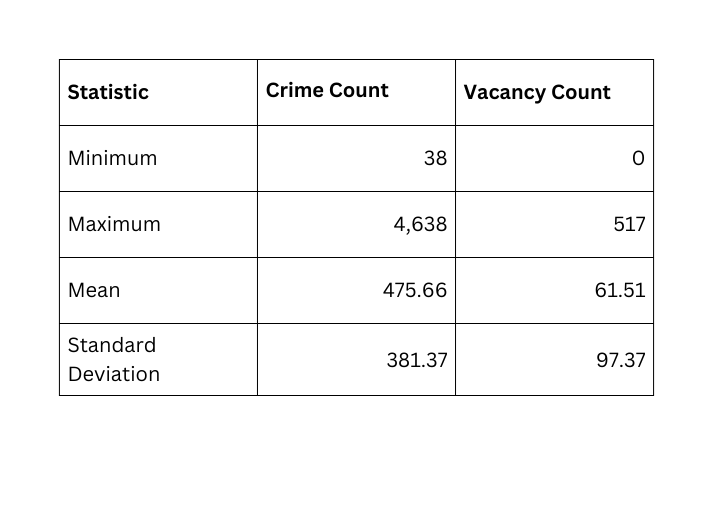 Statistic Crime Count Vacancy Count
Minimum 38 0
Maximum 4,638 517
Mean 475.66 61.51
Standard
Deviation 381.37 97.37